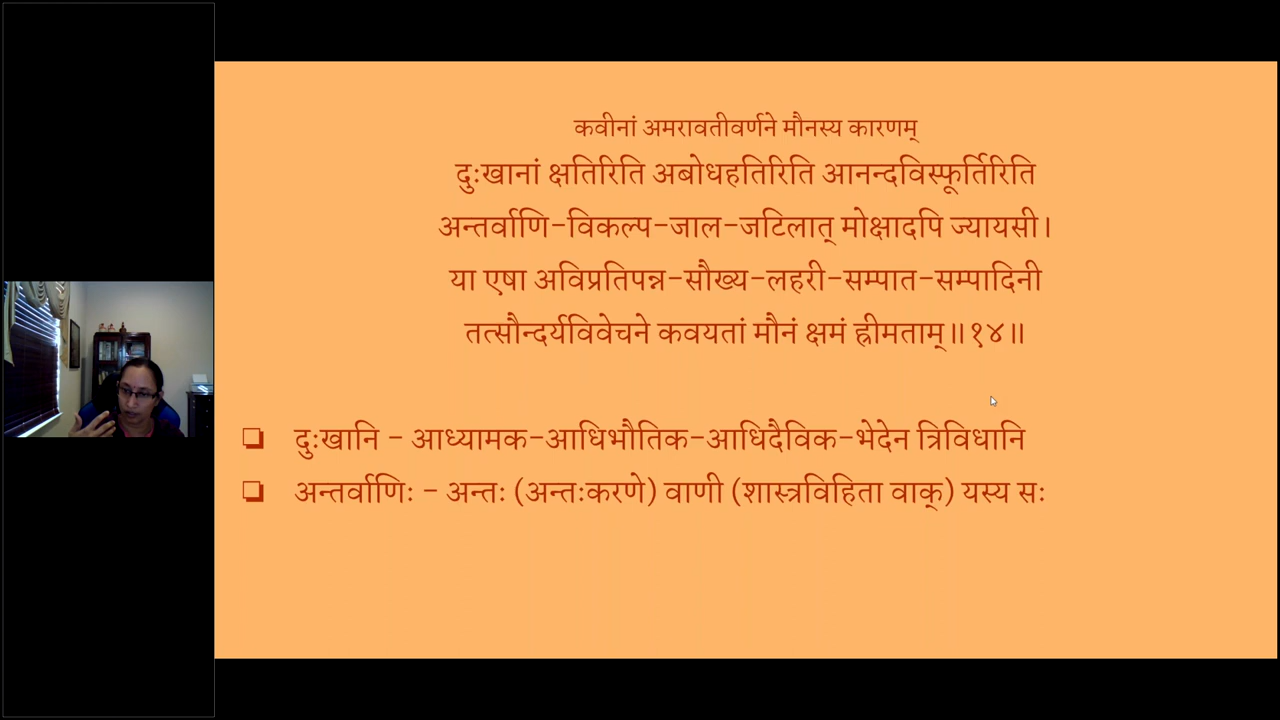 कवीनां अमरावतीवर्णने मौनस्य कारणम्
दुःखानां क्षतिरिति अबोधहतिरिति आनन्दविस्फूर्तिरिति
अन्तर्वाणि-विकल्प-जाल-जटिलात् मोक्षादपि ज्यायसी।
या एषा अविप्रतिपन्न-सौख्य-लहरी-सम्पात-सम्पादिनी
तत्सौन्दर्यविवेचने कवयतां मौनं क्षमं ह्रीमताम्॥१४॥
❑ दुःखानि - आध्यामक-आधिभौतिक-आधिदैविक-भेदेन त्रिविधानि
❑ अन्तर्वाणिः - अन्तः (अन्तःकरणे) वाणी (शास्त्रविहिता वाक्) यस्य सः